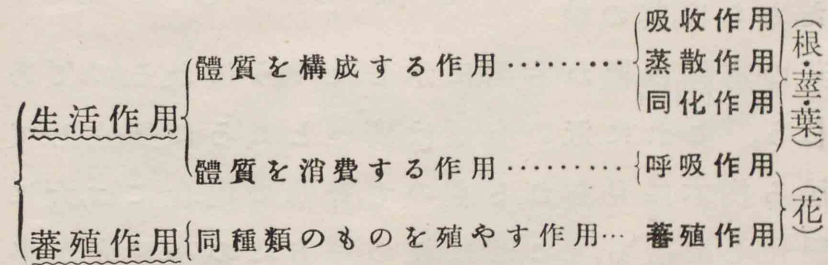 吸收作用
體質を構成する作用………蒸散作用
同化作用
(根・莖・葉)
生活作用
體質を消費する作用………呼吸作用
(花)
蕃殖作用 同種類のものを殖やす作用… 蕃殖作用